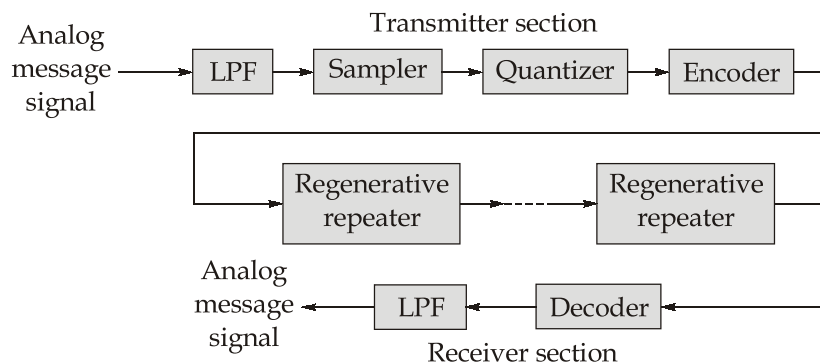 Transmitter section
Analog
message
signal
LPF
Sampler
Quantizer
Encoder
Regenerative
repeater
Regenerative
repeater
Analog
message
signal
LPF
Decoder
Receiver section